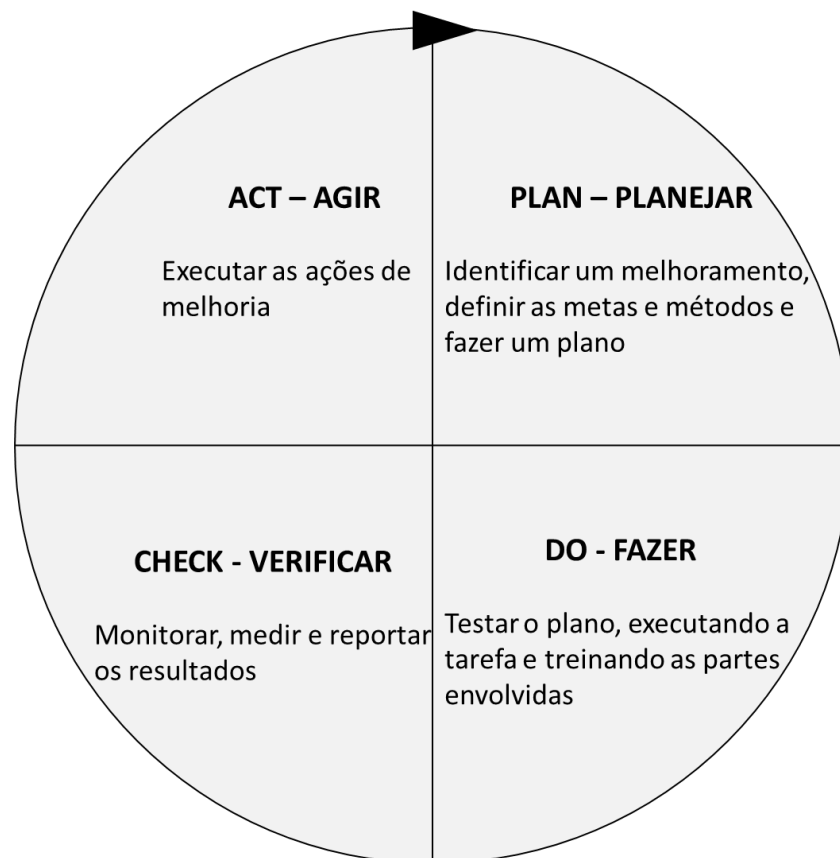 ACT – AGIR
Executar as ações de
melhoria
PLAN – PLANEJAR
Identificar um melhoramento,
definir as metas e métodos e
fazer um plano
CHECK - VERIFICAR
Monitorar, medir e reportar
os resultados
DO - FAZER
Testar o plano, executando a
tarefa e treinando as partes
envolvidas